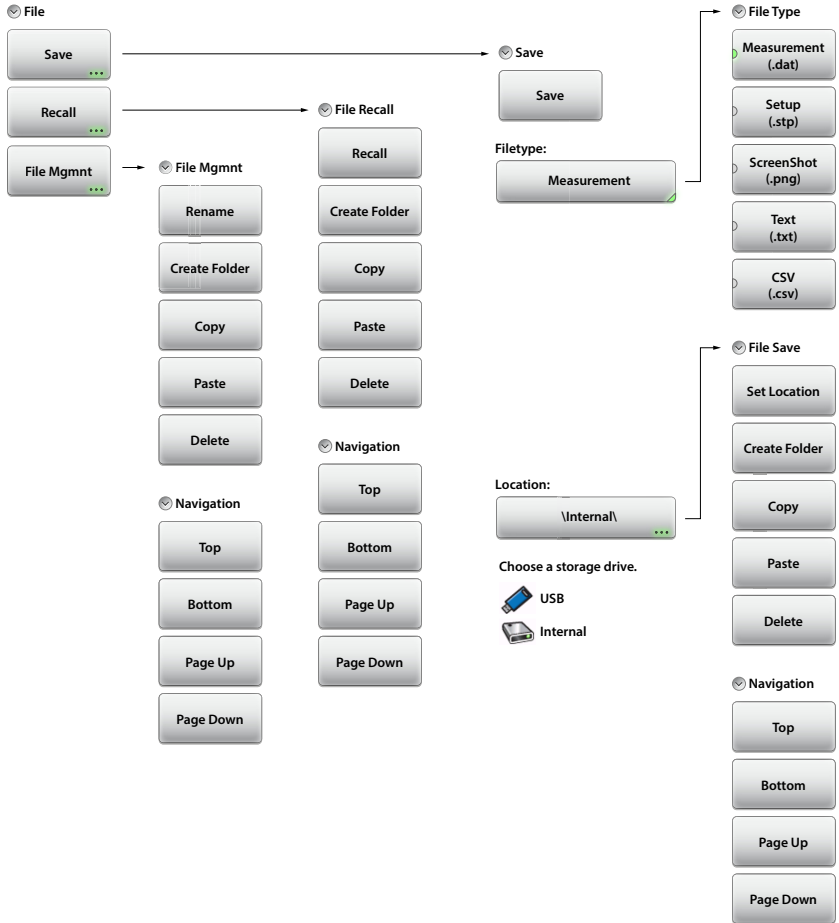 File
Save
Recall
File Mgmnt
File Mgmnt
Rename
Create Folder
Copy
Paste
Delete
Navigation
Top
Bottom
Page Up
Page Down
File Recall
Recall
Create Folder
Copy
Paste
Delete
Navigation
Top
Bottom
Page Up
Page Down
Save
Save
Filetype:
Measurement
Location:
\Internal\
Choose a storage drive.
USB
Internal
File Type
Measurement
(.dat)
Setup
(.stp)
ScreenShot
(.png)
Text
(.txt)
CSV
(.csv)
File Save
Set Location
Create Folder
Copy
Paste
Delete
Navigation
Top
Bottom
Page Up
Page Down